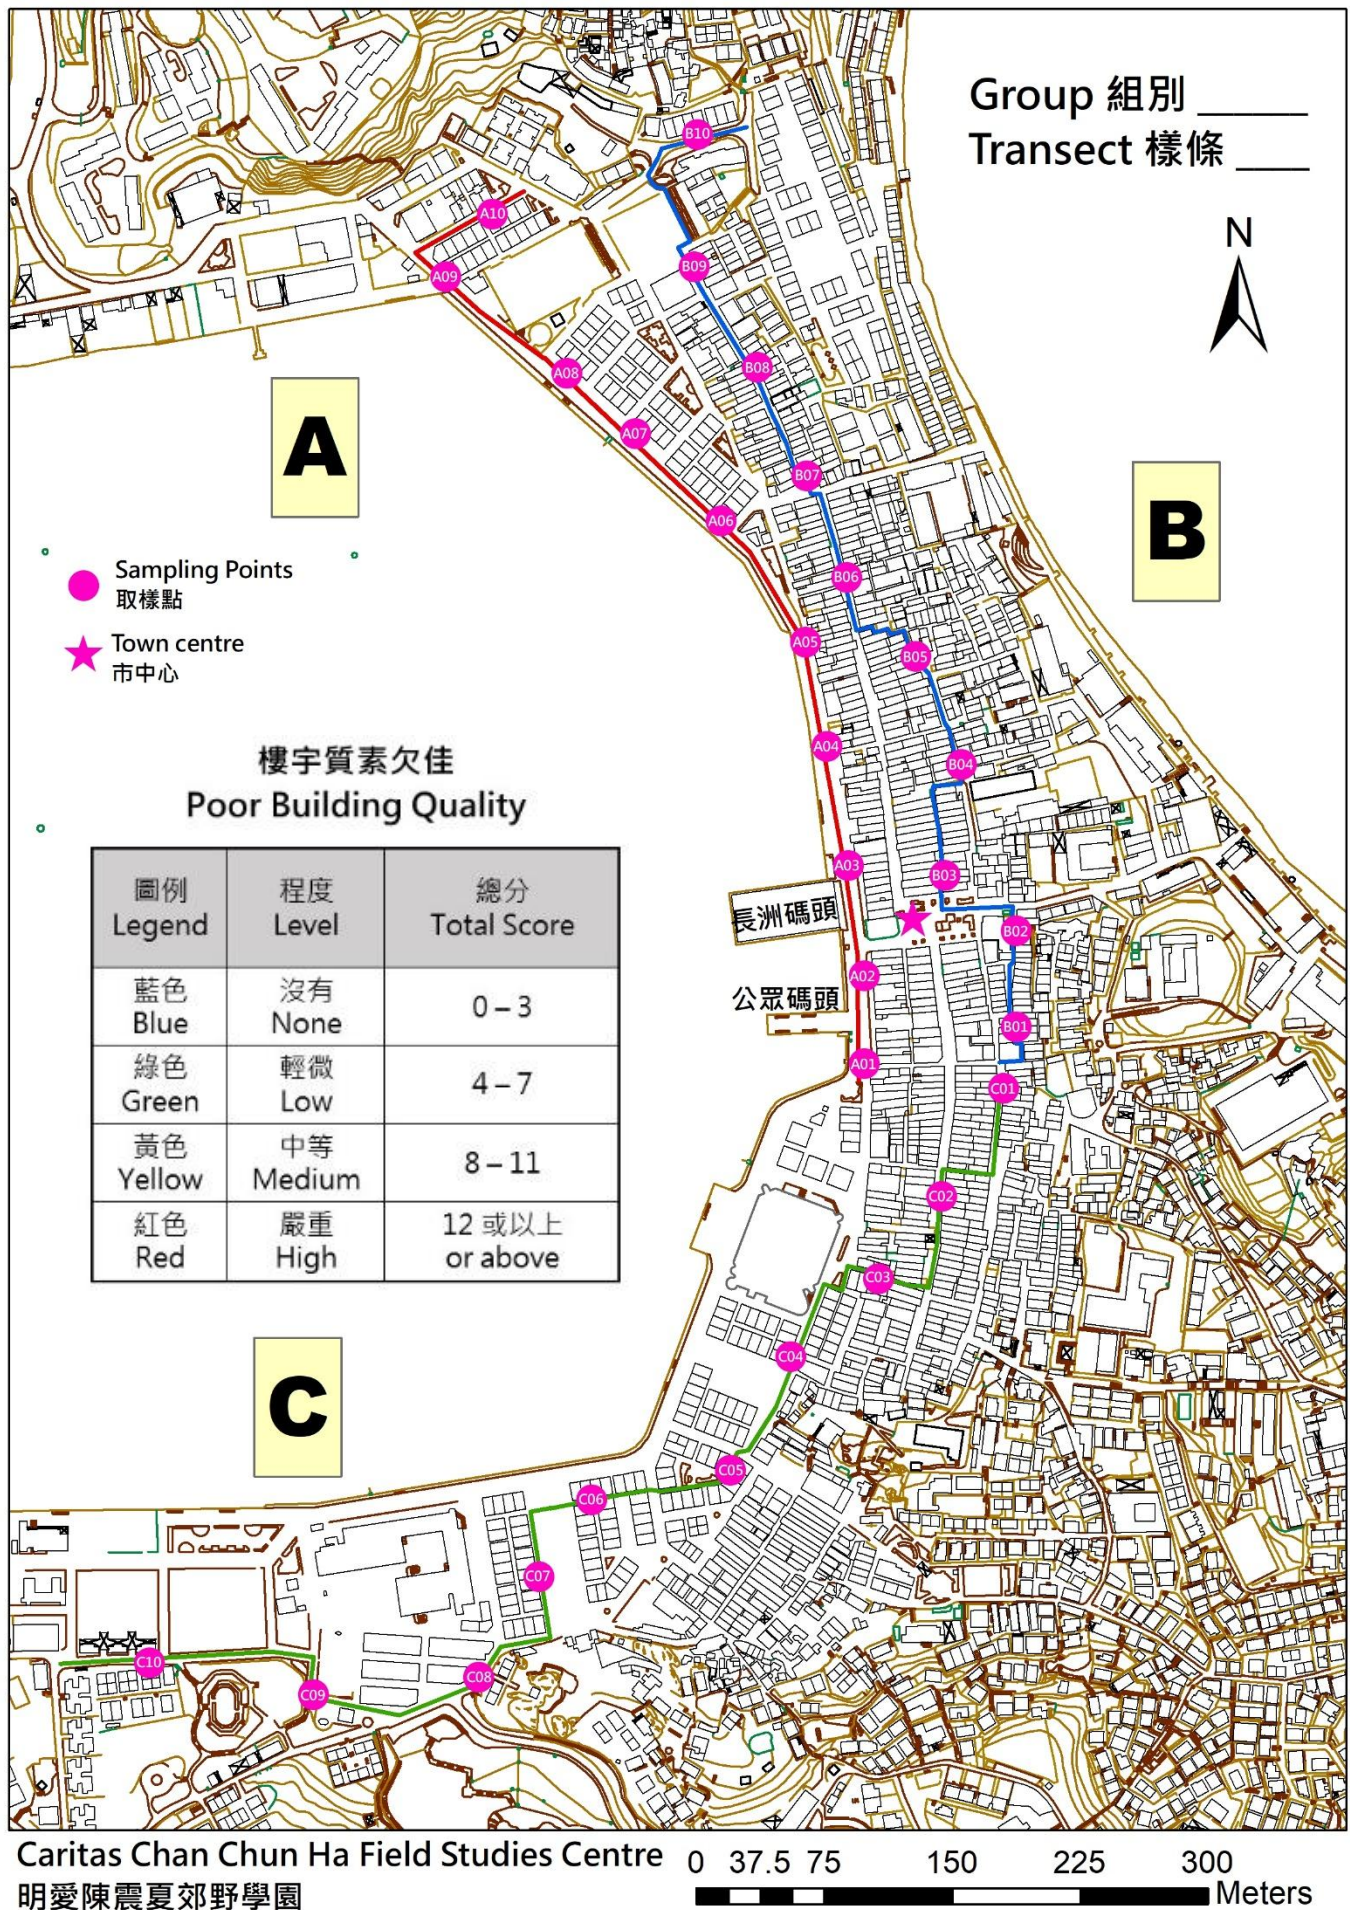 Group 組別 _____
Transect 樣條 ____
N
A
B
C
Sampling Points
取樣點
Town centre
市中心
樓宇質素欠佳
Poor Building Quality
圖例
Legend
程度
Level
總分
Total Score
藍色
Blue
沒有
None
0 – 3
綠色
Green
輕微
Low
4 – 7
黃色
Yellow
中等
Medium
8 – 11
紅色
Red
嚴重
High
12 或以上
or above
長洲碼頭
公眾碼頭
A10
A09
A08
A07
A06
A05
A04
A03
A02
A01
B10
B09
B08
B07
B06
B05
B04
B03
B02
B01
C01
C02
C03
C04
C05
C06
C07
C08
C09
C10
Caritas Chan Chun Ha Field Studies Centre
明愛陳震夏郊野學園
0 37.5 75 150 225 300
Meters